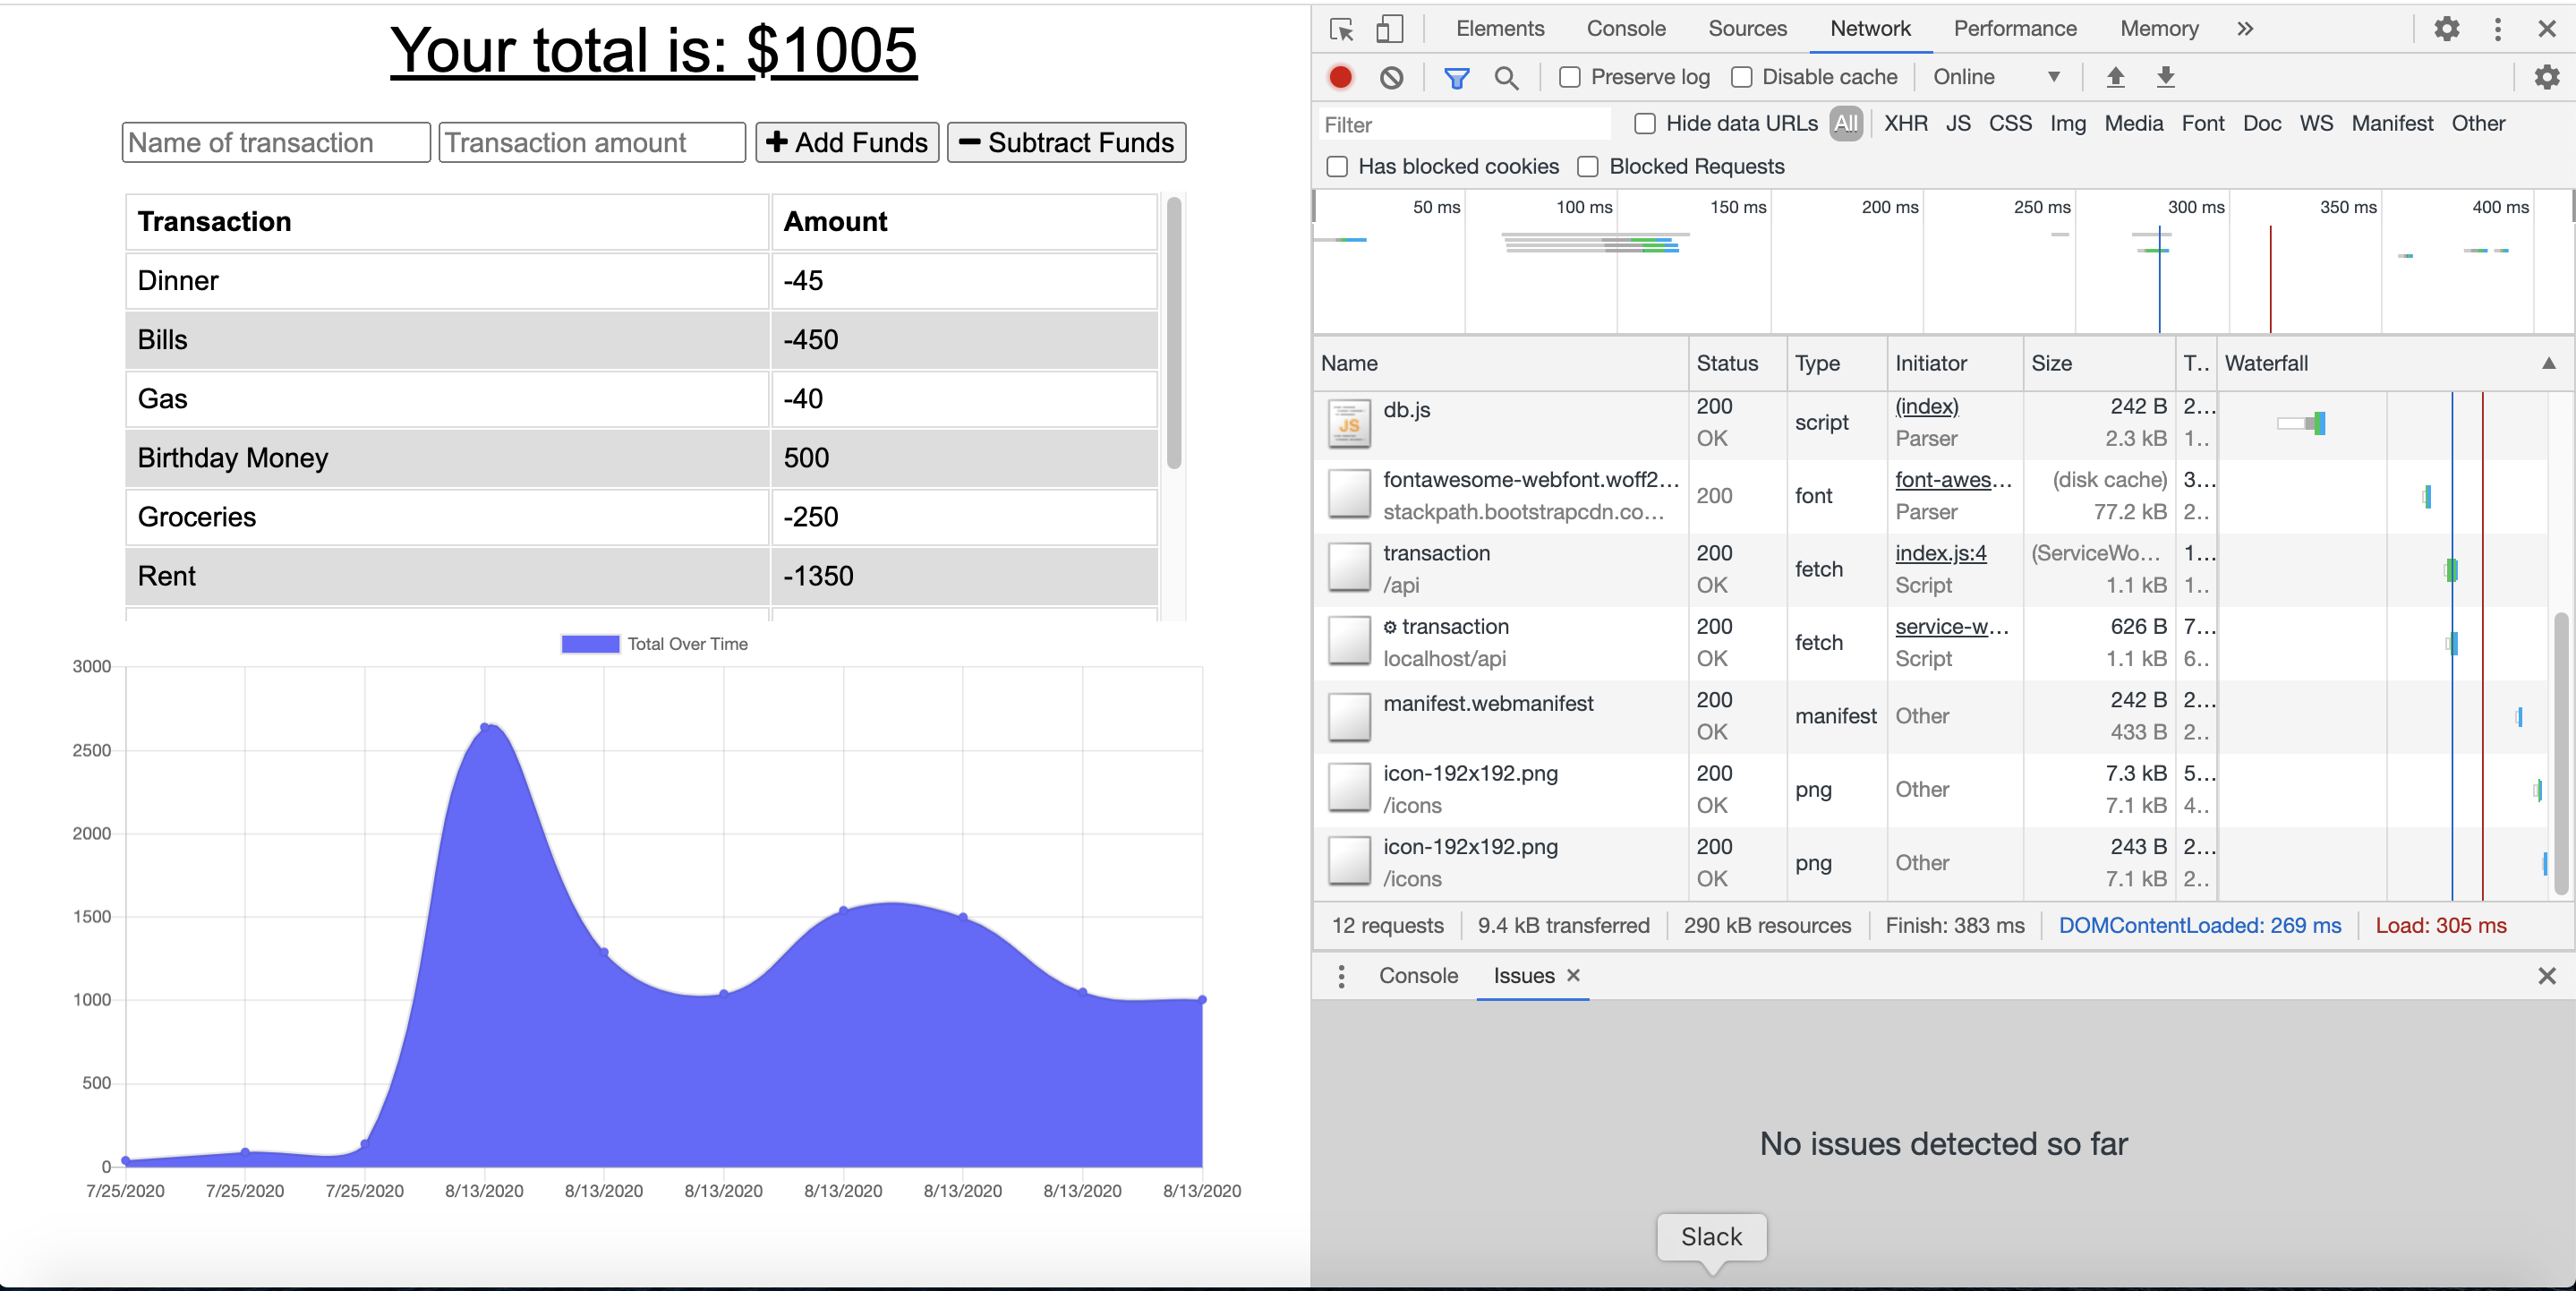 Your total is: $1005
Name of transaction Transaction amount Add Funds Subtract Funds
Transaction Amount
Dinner -45
Bills -450
Gas -40
Birthday Money 500
Groceries -250
Rent -1350
Total Over Time
3000
2500
2000
1500
1000
500
0
7/25/2020 7/25/2020 7/25/2020 8/13/2020 8/13/2020 8/13/2020 8/13/2020 8/13/2020 8/13/2020 8/13/2020
Elements Console Sources Network Performance Memory »
Preserve log Disable cache Online
Filter Hide data URLs All XHR JS CSS Img Media Font Doc WS Manifest Other
Has blocked cookies Blocked Requests
50 ms 100 ms 150 ms 200 ms 250 ms 300 ms 350 ms 400 ms
Name Status Type Initiator Size T.. Waterfall
JS
db.js 200 script (index) 242 B 2...
OK Parser 2.3 kB 1..
fontawesome-webfont.woff2... 200 font font-awes... (disk cache) 3...
stackpath.bootstrapcdn.co... Parser 77.2 kB 2..
transaction 200 fetch index.js:4 (ServiceWo... 1...
/api OK Script 1.1 kB 1..
transaction 200 fetch service-w... 626 B 7...
localhost/api OK Script 1.1 kB 6..
manifest.webmanifest 200 manifest Other 242 B 2...
OK 433 B 2..
icon-192x192.png 200 png Other 7.3 kB 5...
/icons OK 7.1 kB 4..
icon-192x192.png 200 png Other 243 B 2...
/icons OK 7.1 kB 2..
12 requests 9.4 kB transferred 290 kB resources Finish: 383 ms DOMContentLoaded: 269 ms Load: 305 ms
Console Issues
No issues detected so far
Slack